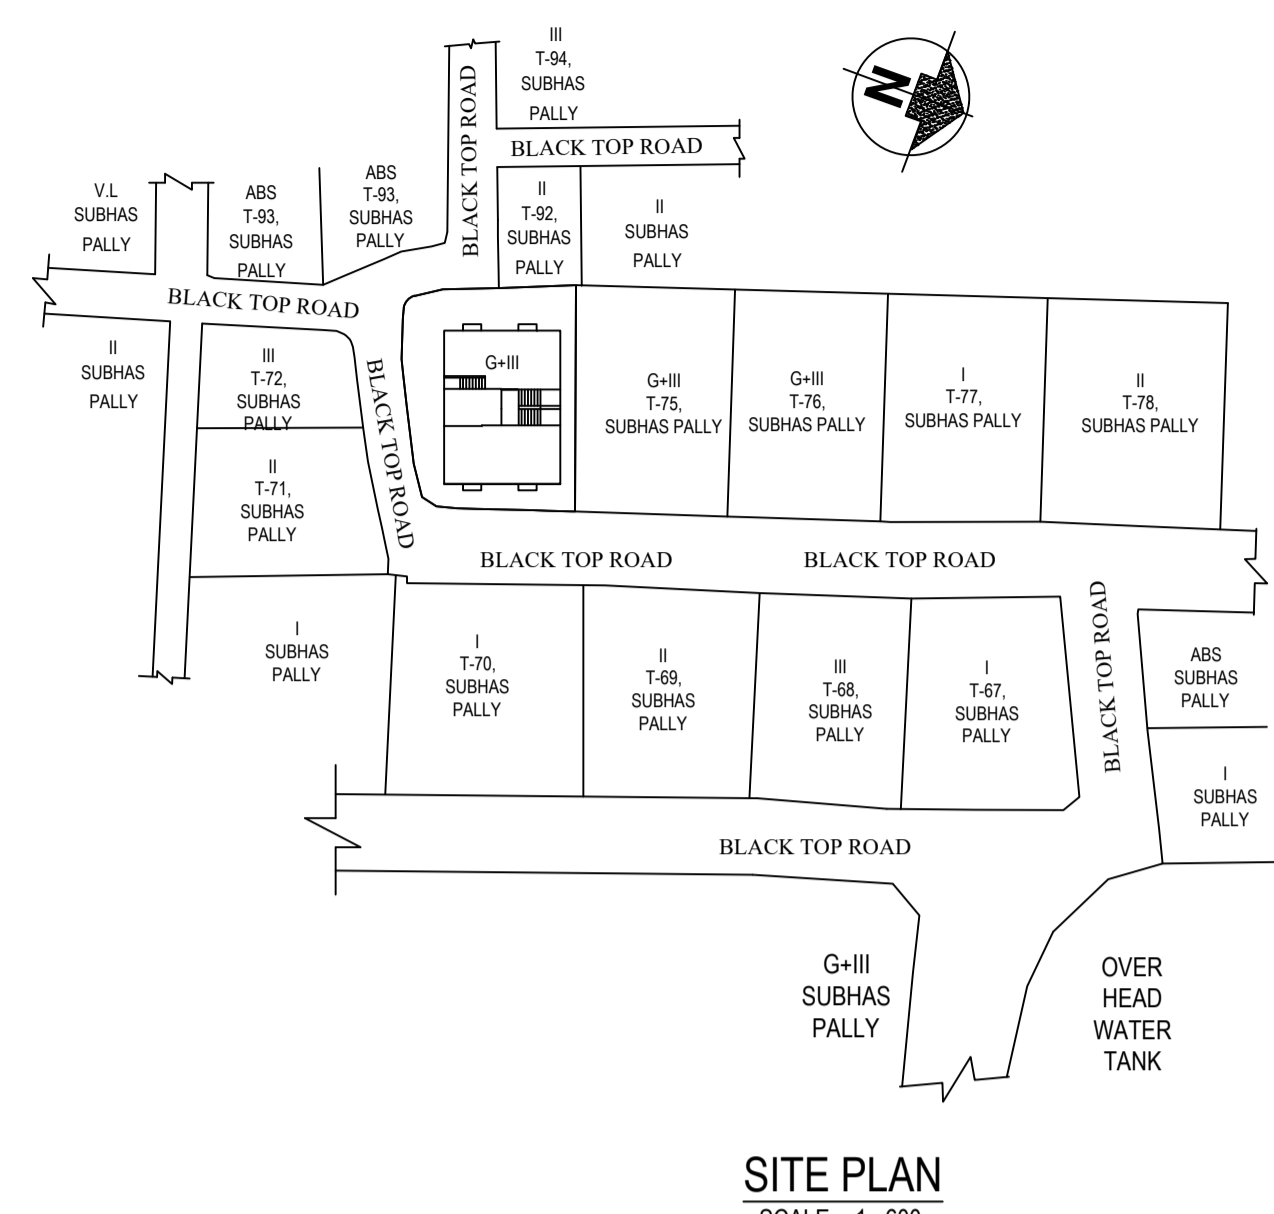 III
T-94,
SUBHAS
PALLY
N
BLACK TOP ROAD
BLACK TOP ROAD
V.L
SUBHAS
PALLY
ABS
T-93,
SUBHAS
PALLY
ABS
T-93,
SUBHAS
PALLY
II
T-92,
SUBHAS
PALLY
II
SUBHAS
PALLY
BLACK TOP ROAD
II
SUBHAS
PALLY
III
T-72,
SUBHAS
PALLY
BLACK TOP ROAD
G+III
G+III
T-75,
SUBHAS PALLY
G+III
T-76,
SUBHAS PALLY
I
T-77,
SUBHAS PALLY
II
T-78,
SUBHAS PALLY
II
T-71,
SUBHAS
PALLY
BLACK TOP ROAD
BLACK TOP ROAD
I
SUBHAS
PALLY
I
T-70,
SUBHAS
PALLY
II
T-69,
SUBHAS
PALLY
III
T-68,
SUBHAS
PALLY
I
T-67,
SUBHAS
PALLY
BLACK TOP ROAD
ABS
SUBHAS
PALLY
I
SUBHAS
PALLY
BLACK TOP ROAD
G+III
SUBHAS
PALLY
OVER
HEAD
WATER
TANK
SITE PLAN